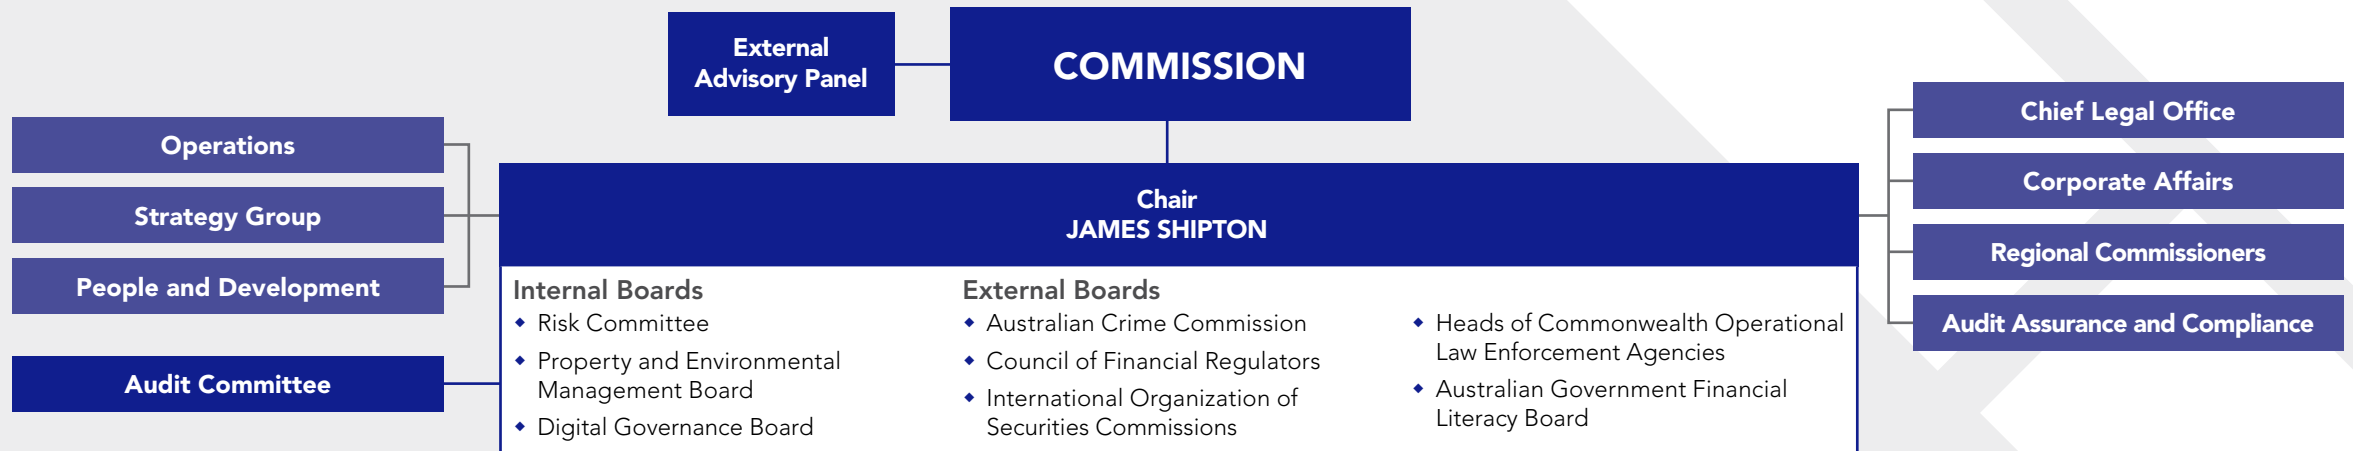 External
Advisory Panel
COMMISSION
Operations
Strategy Group
People and Development
Audit Committee
Chair
JAMES SHIPTON
Internal Boards
◆ Risk Committee
◆ Property and Environmental
Management Board
◆ Digital Governance Board
External Boards
◆ Australian Crime Commission
◆ Council of Financial Regulators
◆ International Organization of
Securities Commissions
◆ Heads of Commonwealth Operational
Law Enforcement Agencies
◆ Australian Government Financial
Literacy Board
Chief Legal Office
Corporate Affairs
Regional Commissioners
Audit Assurance and Compliance